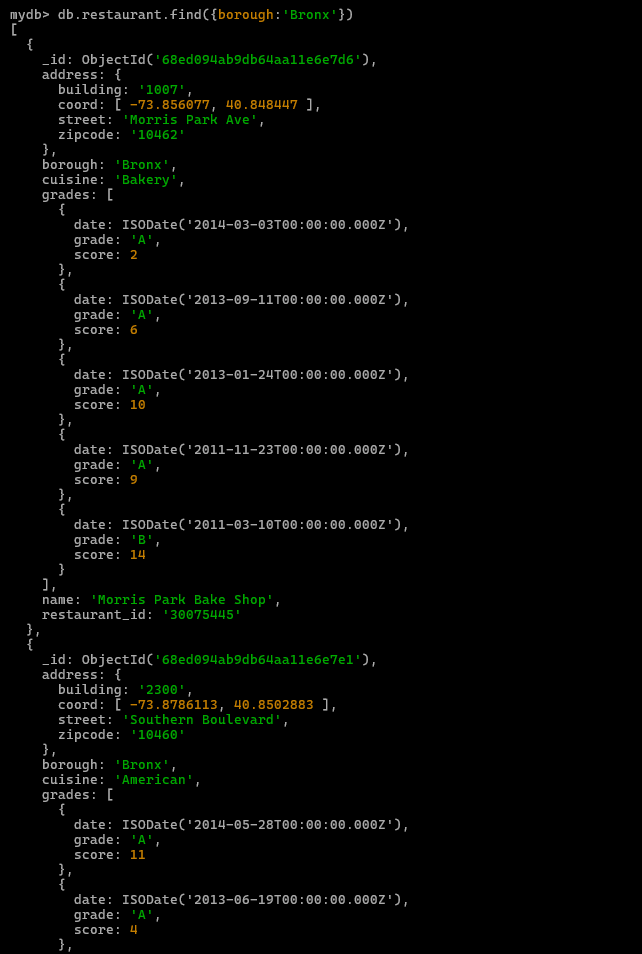 mydb> db.restaurant.find({borough:'Bronx'})
[
  {
    _id: ObjectId('68ed094ab9db64aa11e6e7d6'),
    address: {
      building: '1007',
      coord: [ -73.856077, 40.848447 ],
      street: 'Morris Park Ave',
      zipcode: '10462'
    },
    borough: 'Bronx',
    cuisine: 'Bakery',
    grades: [
      {
        date: ISODate('2014-03-03T00:00:00.000Z'),
        grade: 'A',
        score: 2
      },
      {
        date: ISODate('2013-09-11T00:00:00.000Z'),
        grade: 'A',
        score: 6
      },
      {
        date: ISODate('2013-01-24T00:00:00.000Z'),
        grade: 'A',
        score: 10
      },
      {
        date: ISODate('2011-11-23T00:00:00.000Z'),
        grade: 'A',
        score: 9
      },
      {
        date: ISODate('2011-03-10T00:00:00.000Z'),
        grade: 'B',
        score: 14
      }
    ],
    name: 'Morris Park Bake Shop',
    restaurant_id: '30075445'
  },
  {
    _id: ObjectId('68ed094ab9db64aa11e6e7e1'),
    address: {
      building: '2300',
      coord: [ -73.8786113, 40.8502883 ],
      street: 'Southern Boulevard',
      zipcode: '10460'
    },
    borough: 'Bronx',
    cuisine: 'American',
    grades: [
      {
        date: ISODate('2014-05-28T00:00:00.000Z'),
        grade: 'A',
        score: 11
      },
      {
        date: ISODate('2013-06-19T00:00:00.000Z'),
        grade: 'A',
        score: 4
      },